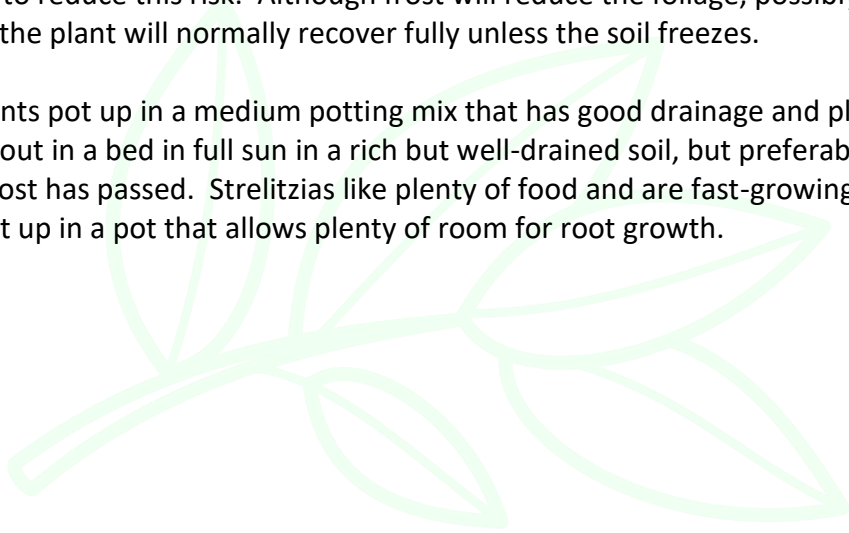 to reduce this risk. Although frost will reduce the foliage, possibly
the plant will normally recover fully unless the soil freezes.
nts pot up in a medium potting mix that has good drainage and pl
out in a bed in full sun in a rich but well-drained soil, but preferab
ost has passed. Strelitzias like plenty of food and are fast-growing
t up in a pot that allows plenty of room for root growth.